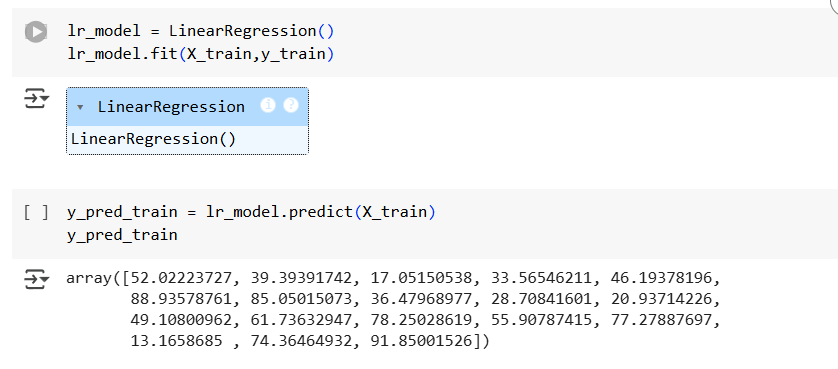 lr_model = LinearRegression()
lr_model.fit(X_train,y_train)
LinearRegression i ?
LinearRegression()
[ ] y_pred_train = lr_model.predict(X_train)
y_pred_train
array([52.02223727, 39.39391742, 17.05150538, 33.56546211, 46.19378196,
88.93578761, 85.05015073, 36.47968977, 28.70841601, 20.93714226,
49.10800962, 61.73632947, 78.25028619, 55.90787415, 77.27887697,
13.1658685 , 74.36464932, 91.85001526])